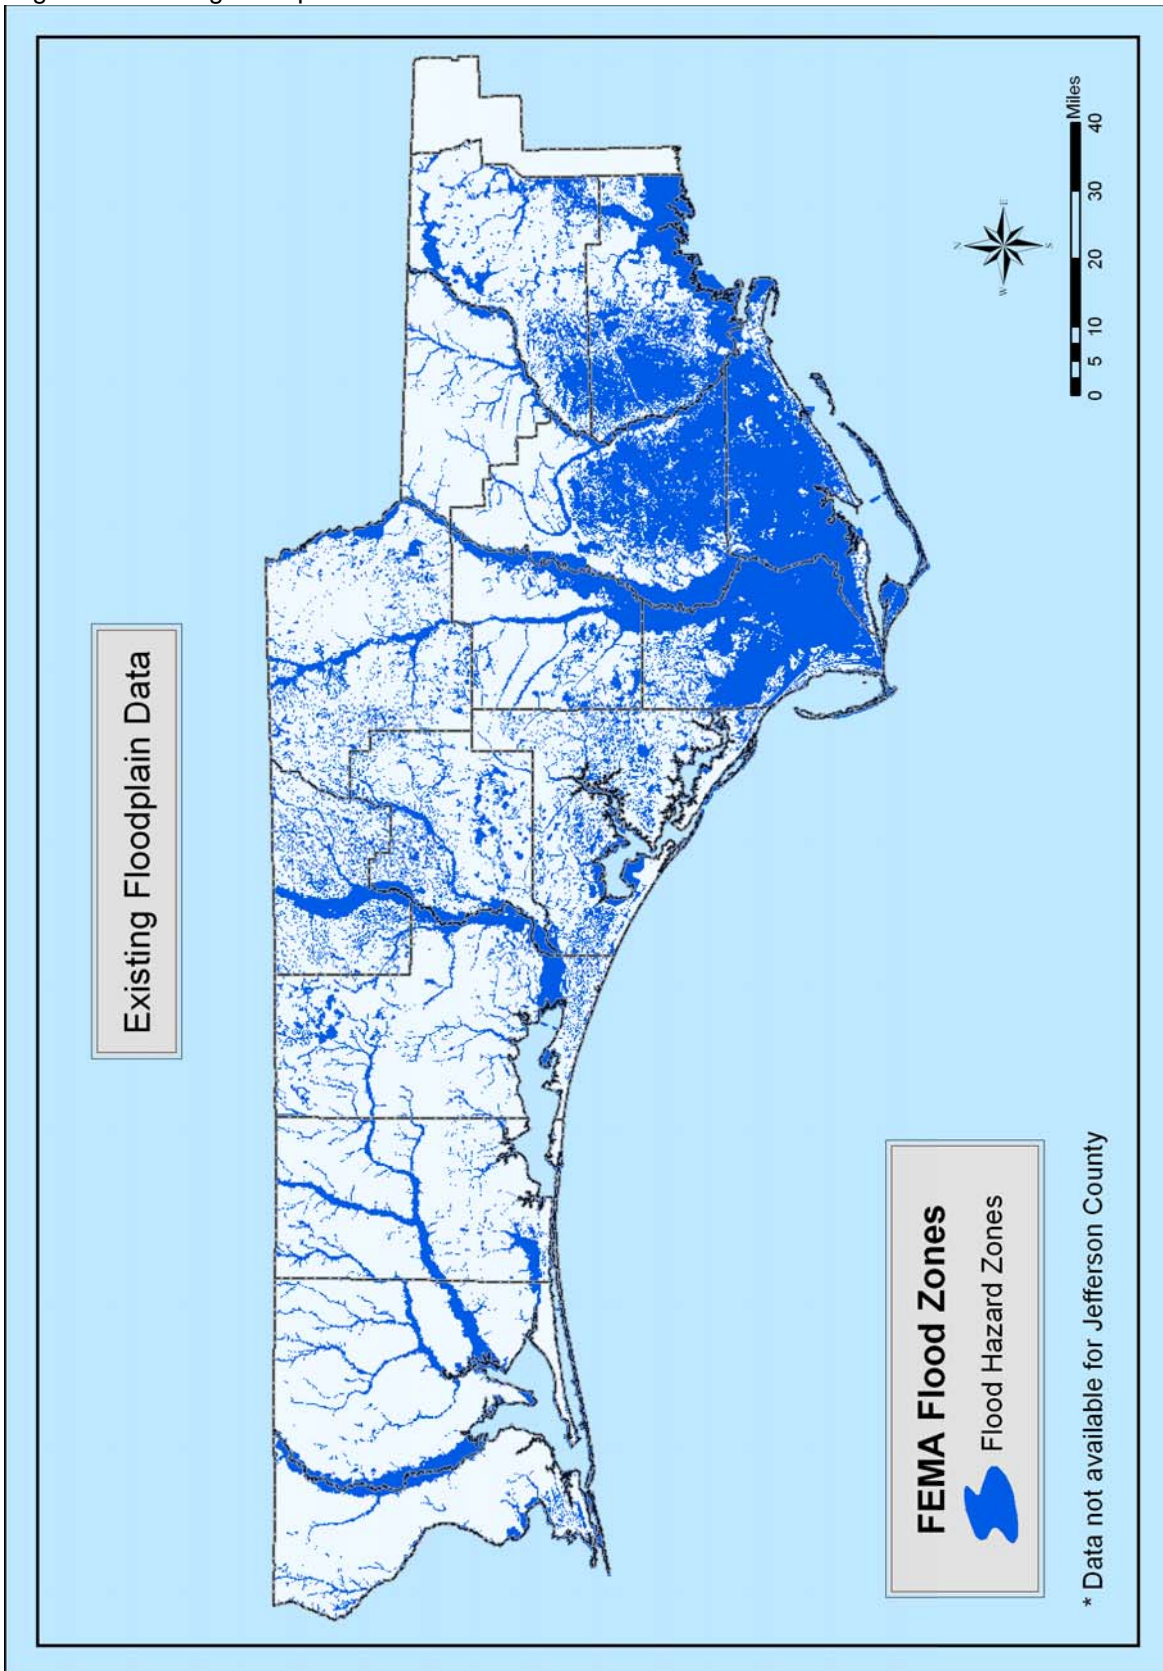 Existing Floodplain Data
N
W
E
S
Miles
0 5 10 20 30 40
FEMA Flood Zones
Flood Hazard Zones
* Data not available for Jefferson County